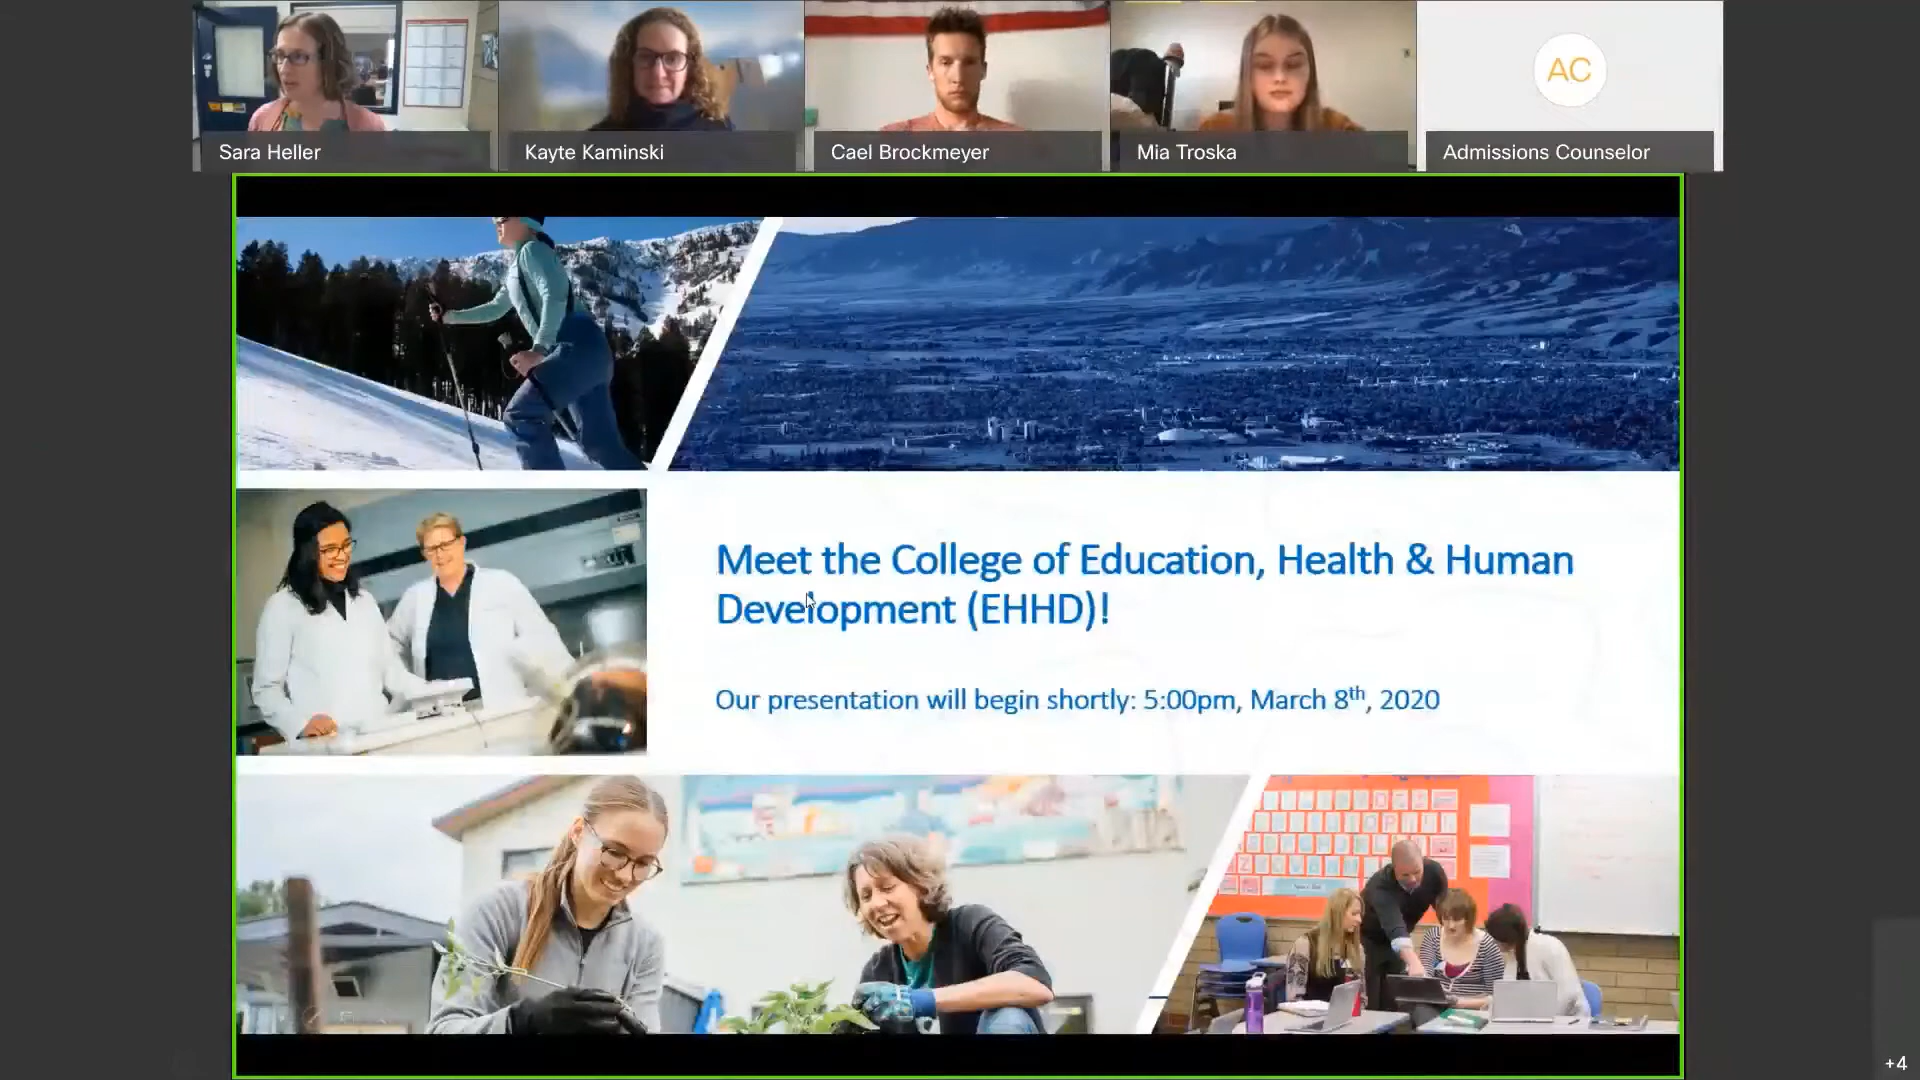 Sara Heller
Kayte Kaminski
Cael Brockmeyer
Mia Troska
AC
Admissions Counselor
Meet the College of Education, Health & Human
Development (EHHD)!
Our presentation will begin shortly: 5:00pm, March 8th, 2020
+4